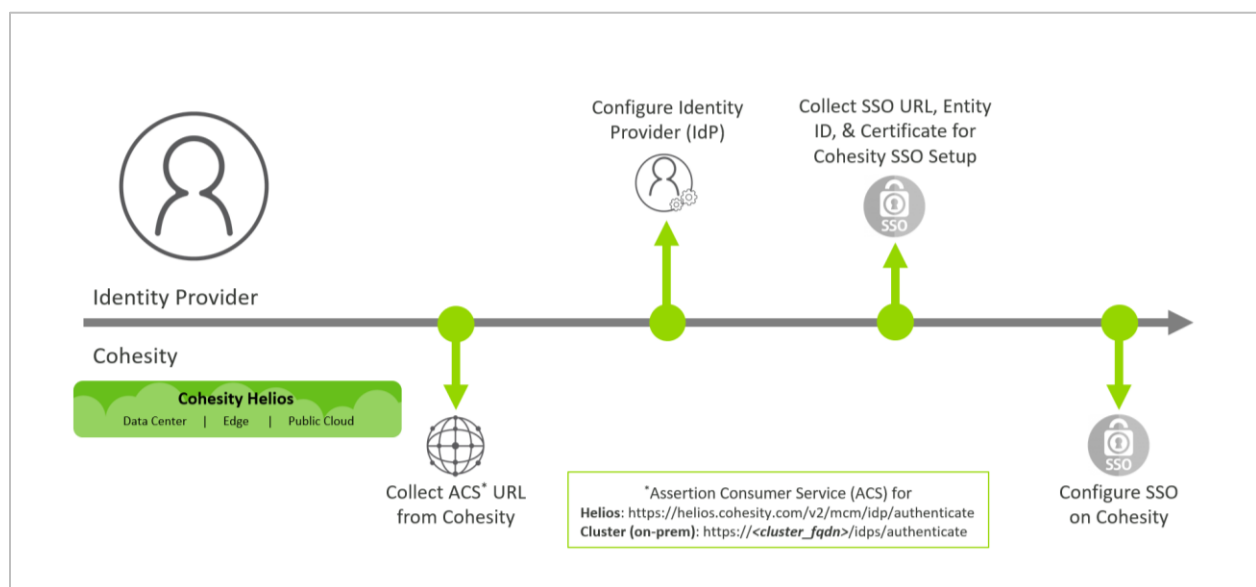 Configure Identity
Provider (IdP)
Collect SSO URL, Entity
ID, & Certificate for
Cohesity SSO Setup
SSO
Identity Provider
Cohesity
Cohesity Helios
Data Center | Edge | Public Cloud
Collect ACS* URL
from Cohesity
*Assertion Consumer Service (ACS) for
Helios: https://helios.cohesity.com/v2/mcm/idp/authenticate
Cluster (on-prem): https://<cluster_fqdn>/idps/authenticate
SSO
Configure SSO
on Cohesity